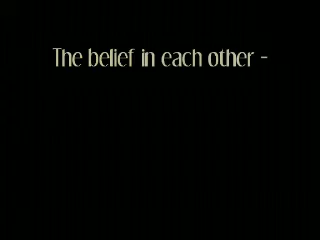 The belief in each other -